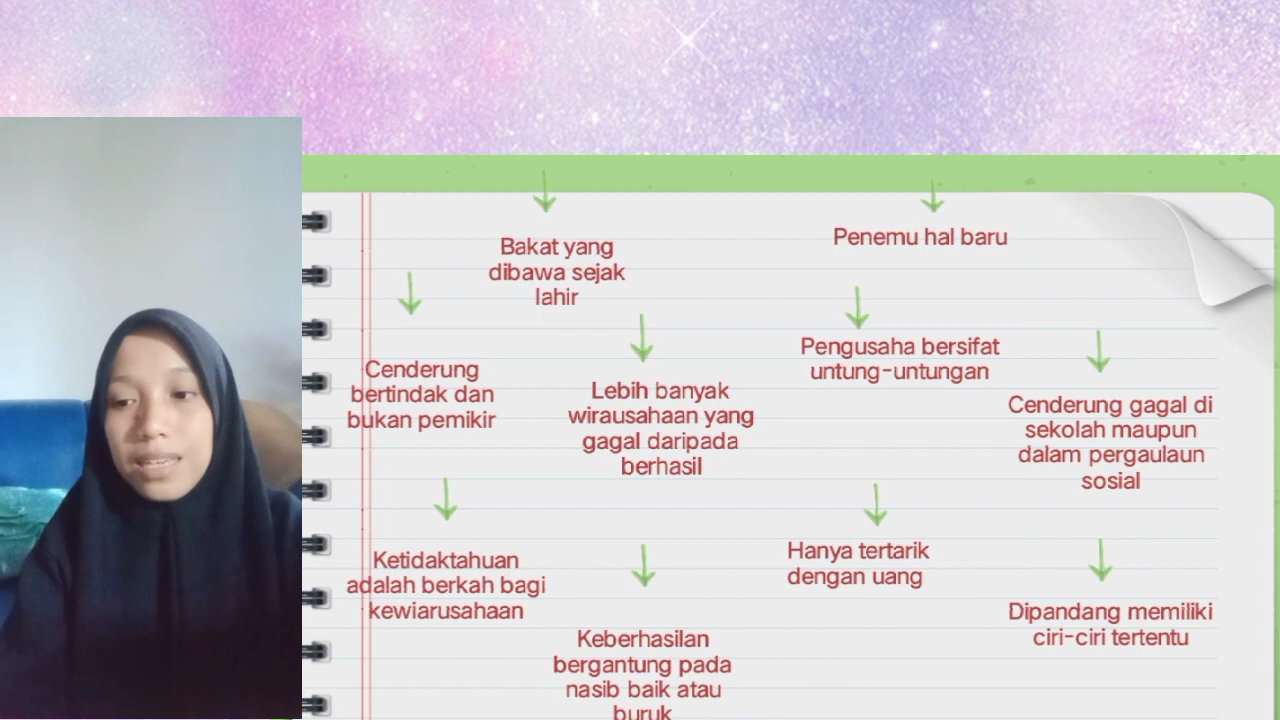 Bakat yang
dibawa sejak
lahir
Penemu hal baru
Cenderung
bertindak dan
bukan pemikir
Lebih banyak
wirausahaan yang
gagal daripada
berhasil
Pengusaha bersifat
untung-untungan
Cenderung gagal di
sekolah maupun
dalam pergaulaun
sosial
Ketidaktahuan
adalah berkah bagi
kewiarusahaan
Keberhasilan
bergantung pada
nasib baik atau
buruk
Hanya tertarik
dengan uang
Dipandang memiliki
ciri-ciri tertentu